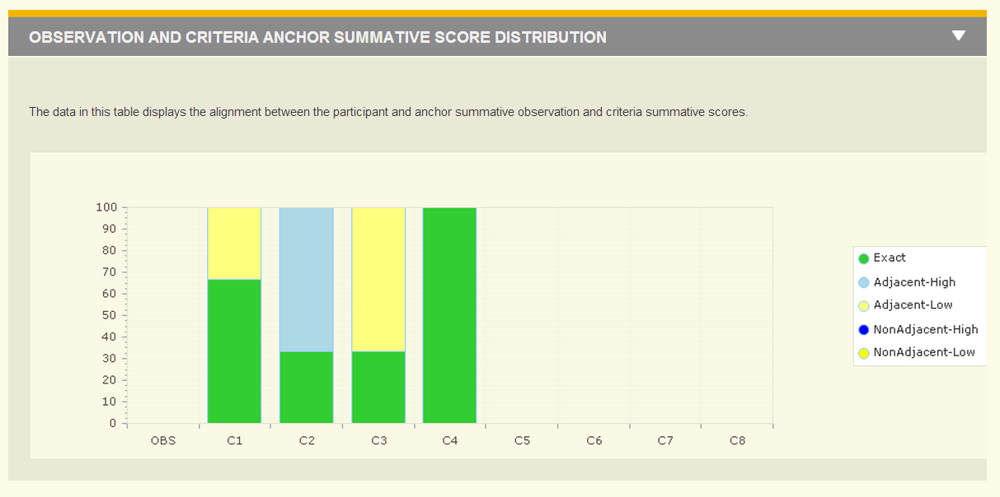 OBSERVATION AND CRITERIA ANCHOR SUMMATIVE SCORE DISTRIBUTION
The data in this table displays the alignment between the participant and anchor summative observation and criteria summative scores.
100
90
80
70
60
50
40
30
20
10
0
OBS C1 C2 C3 C4 C5 C6 C7 C8
Exact
Adjacent-High
Adjacent-Low
NonAdjacent-High
NonAdjacent-Low